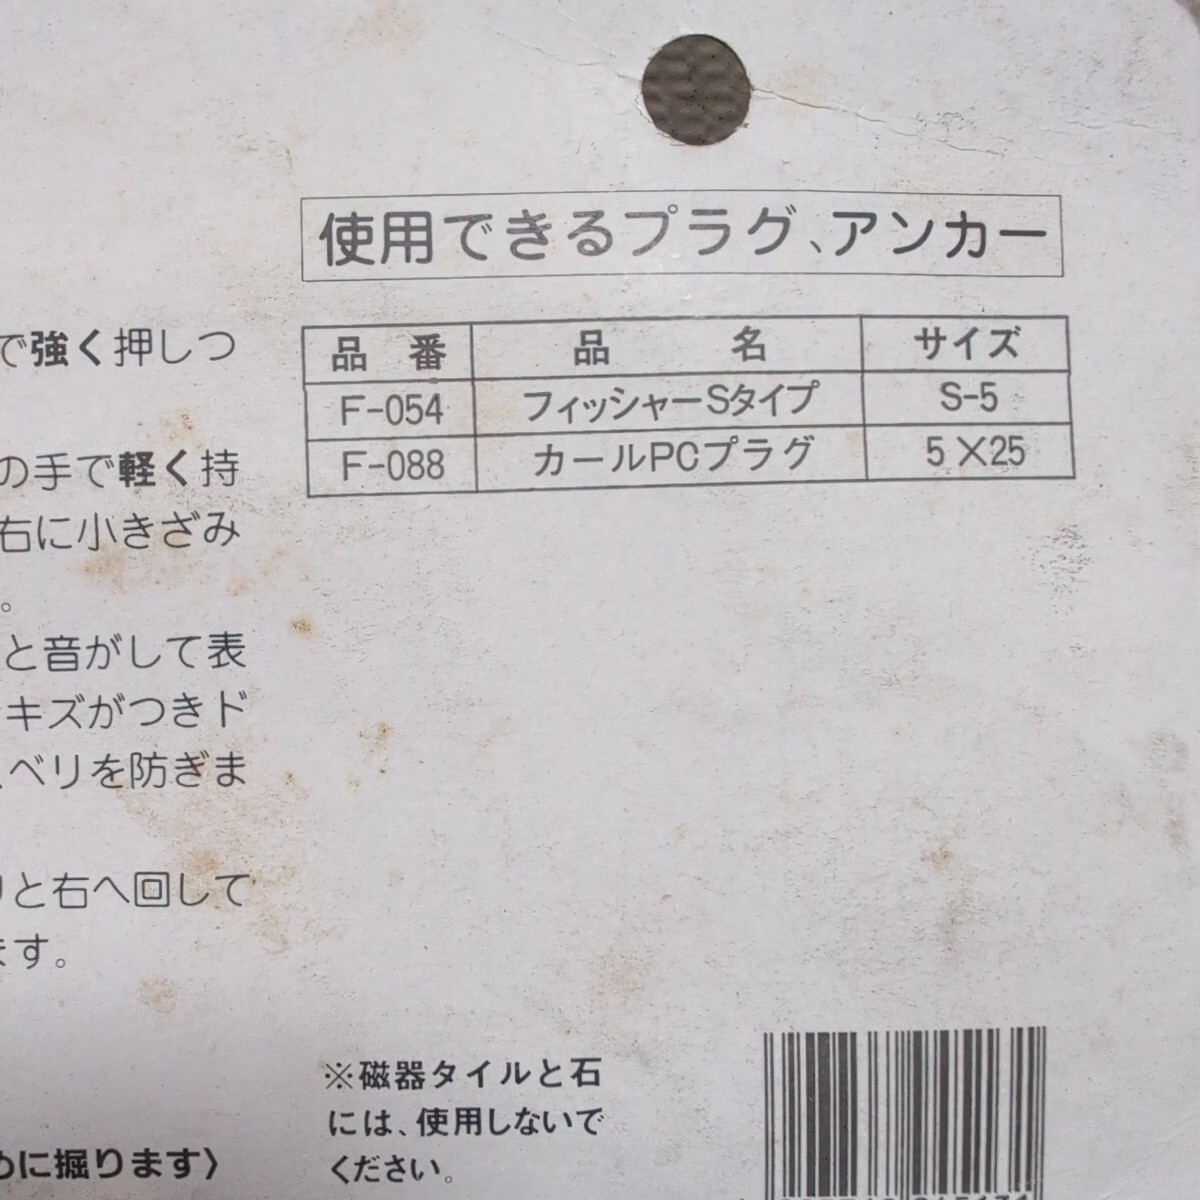 使用できるプラグ、アンカー
品 番 品 名 サイズ
F-054 フィッシャーSタイプ S-5
F-088 カールPCプラグ 5×25
で強く押しつ
の手で軽く持
右に小きざみ
。
と音がして表
キズがつきド
ベリを防ぎま
と右へ回して
ます。
めに掘ります〉
※磁器タイルと石
には、使用しないで
ください。